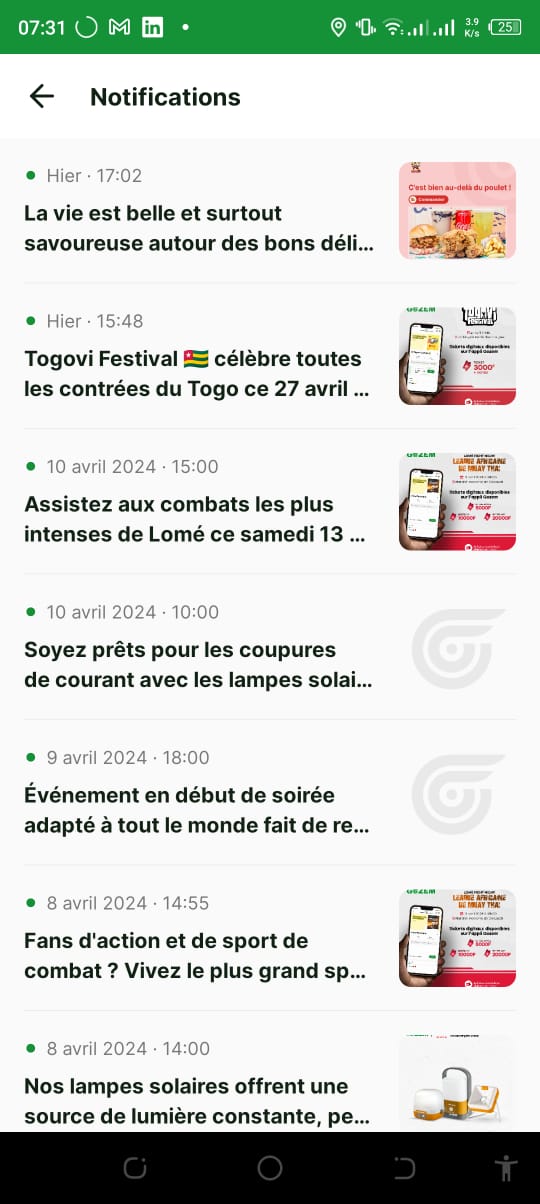 07:31
3.9
K/s
25
Notifications
Hier · 17:02
La vie est belle et surtout
savoureuse autour des bons déli...
C'est bien au-delà du poulet !
Commander
Hier · 15:48
Togovi Festival 🇹🇬 célèbre toutes
les contrées du Togo ce 27 avril ...
GOZEM
TOGOVI
FESTIVAL
Tickets digitaux disponibles
sur l'appli Gozem
3000F
10 avril 2024 · 15:00
Assistez aux combats les plus
intenses de Lomé ce samedi 13 ...
GOZEM
LEAGUE AFRICAINE
DE MUAY THAI
Tickets digitaux disponibles
sur l'appli Gozem
5000F
10000F
20000F
10 avril 2024 · 10:00
Soyez prêts pour les coupures
de courant avec les lampes solai...
9 avril 2024 · 18:00
Événement en début de soirée
adapté à tout le monde fait de re...
8 avril 2024 · 14:55
Fans d'action et de sport de
combat ? Vivez le plus grand sp...
GOZEM
LEAGUE AFRICAINE
DE MUAY THAI
Tickets digitaux disponibles
sur l'appli Gozem
5000F
10000F
20000F
8 avril 2024 · 14:00
Nos lampes solaires offrent une
source de lumière constante, pe...